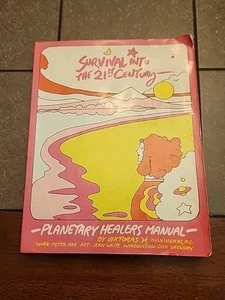 SURVIVAL INTO
THE 21ST CENTURY
—PLANETARY HEALERS MANUAL—
BY VIKTORAS KULVINSKAS, M.S.
COVER PETER MAX ART JEAN WHITE INTRODUCTION DICK GREGORY